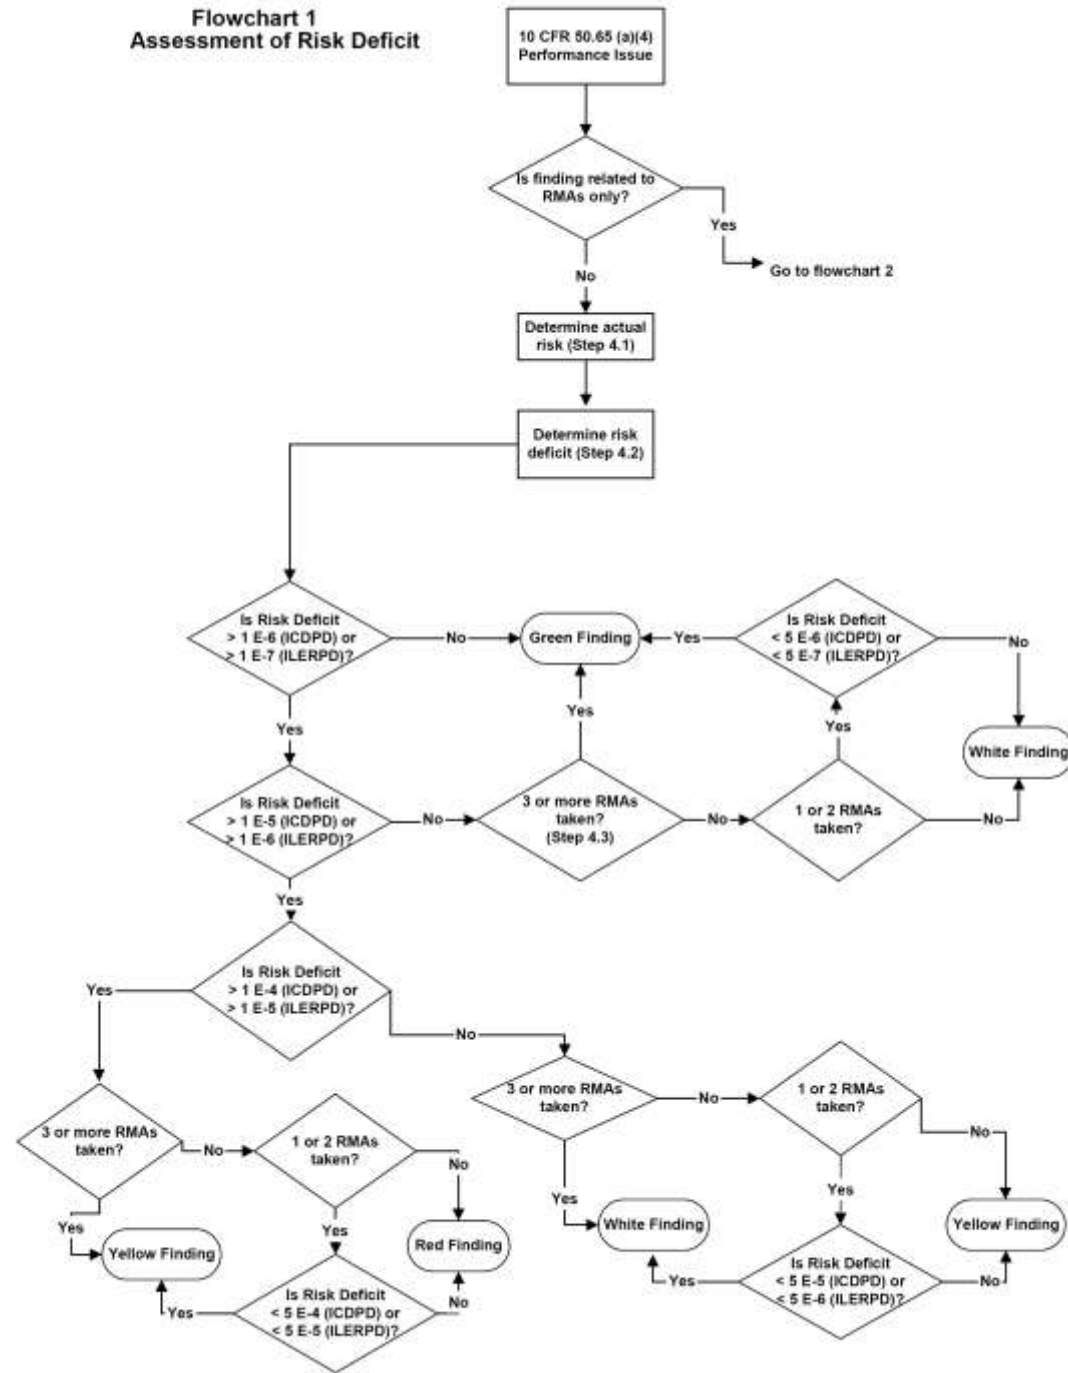 Flowchart 1
Assessment of Risk Deficit
10 CFR 50.65 (a)(4)
Performance Issue
Is finding related to
RMAs only?
Yes
Go to flowchart 2
No
Determine actual
risk (Step 4.1)
Determine risk
deficit (Step 4.2)
Is Risk Deficit
> 1 E-6 (ICDPD) or
> 1 E-7 (ILERPD)?
No
Green Finding
Yes
Is Risk Deficit
< 5 E-6 (ICDPD) or
< 5 E-7 (ILERPD)?
No
Yes
Yes
Yes
White Finding
Is Risk Deficit
> 1 E-5 (ICDPD) or
> 1 E-6 (ILERPD)?
No
3 or more RMAs
taken?
(Step 4.3)
No
1 or 2 RMAs
taken?
No
Yes
Is Risk Deficit
> 1 E-4 (ICDPD) or
> 1 E-5 (ILERPD)?
Yes
No
3 or more RMAs
taken?
No
1 or 2 RMAs
taken?
No
3 or more RMAs
taken?
No
1 or 2 RMAs
taken?
No
Yes
Yes
Yes
Yes
Yellow Finding
Red Finding
White Finding
Yellow Finding
Is Risk Deficit
< 5 E-4 (ICDPD) or
< 5 E-5 (ILERPD)?
Yes
No
Is Risk Deficit
< 5 E-5 (ICDPD) or
< 5 E-6 (ILERPD)?
Yes
No